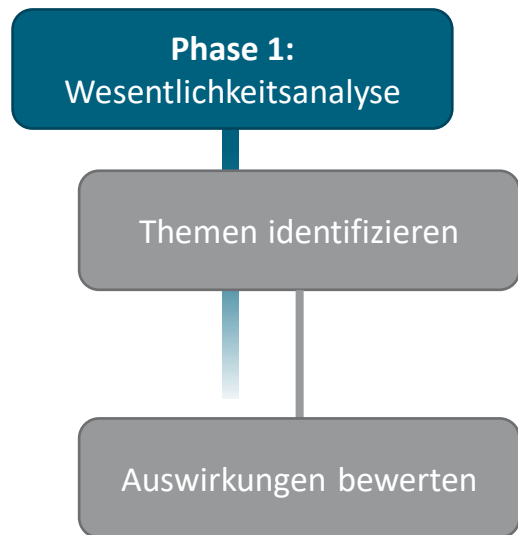 Phase 1:
Wesentlichkeitsanalyse
Themen identifizieren
Auswirkungen bewerten